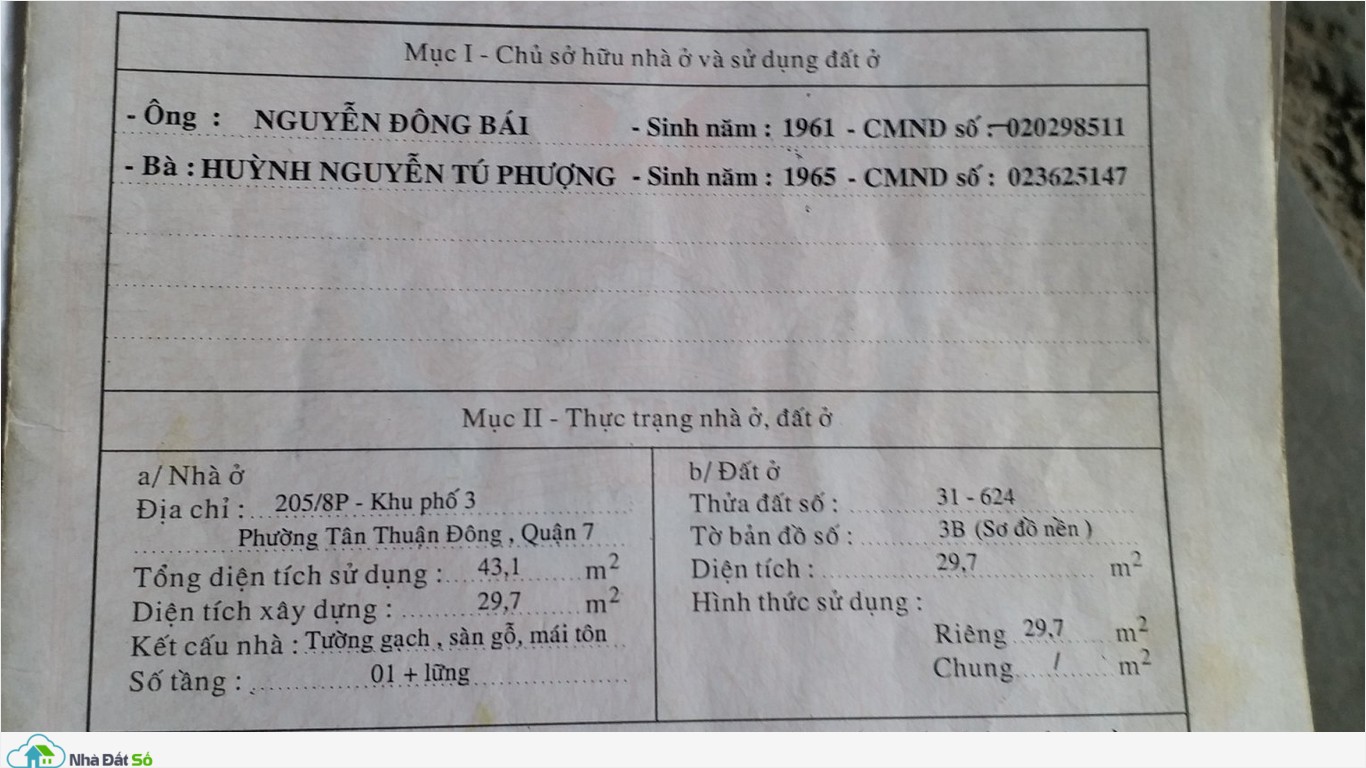 Mục I - Chủ sở hữu nhà ở và sử dụng đất ở
- Ông : NGUYỄN ĐÔNG BÁI - Sinh năm : 1961 - CMND số : 020298511
- Bà : HUỲNH NGUYỄN TÚ PHƯỢNG - Sinh năm : 1965 - CMND số : 023625147
Mục II - Thực trạng nhà ở, đất ở
a/ Nhà ở
Địa chỉ : 205/8P - Khu phố 3
Phường Tân Thuận Đông , Quận 7
Tổng diện tích sử dụng : 43,1 m²
Diện tích xây dựng : 29,7 m²
Kết cấu nhà : Tường gạch , sàn gỗ, mái tôn
Số tầng : 01 + lững
b/ Đất ở
Thửa đất số : 31 - 624
Tờ bản đồ số : 3B (Sơ đồ nền )
Diện tích : 29,7 m²
Hình thức sử dụng :
Riêng 29,7 m²
Chung / m²
Nhà Đất Số